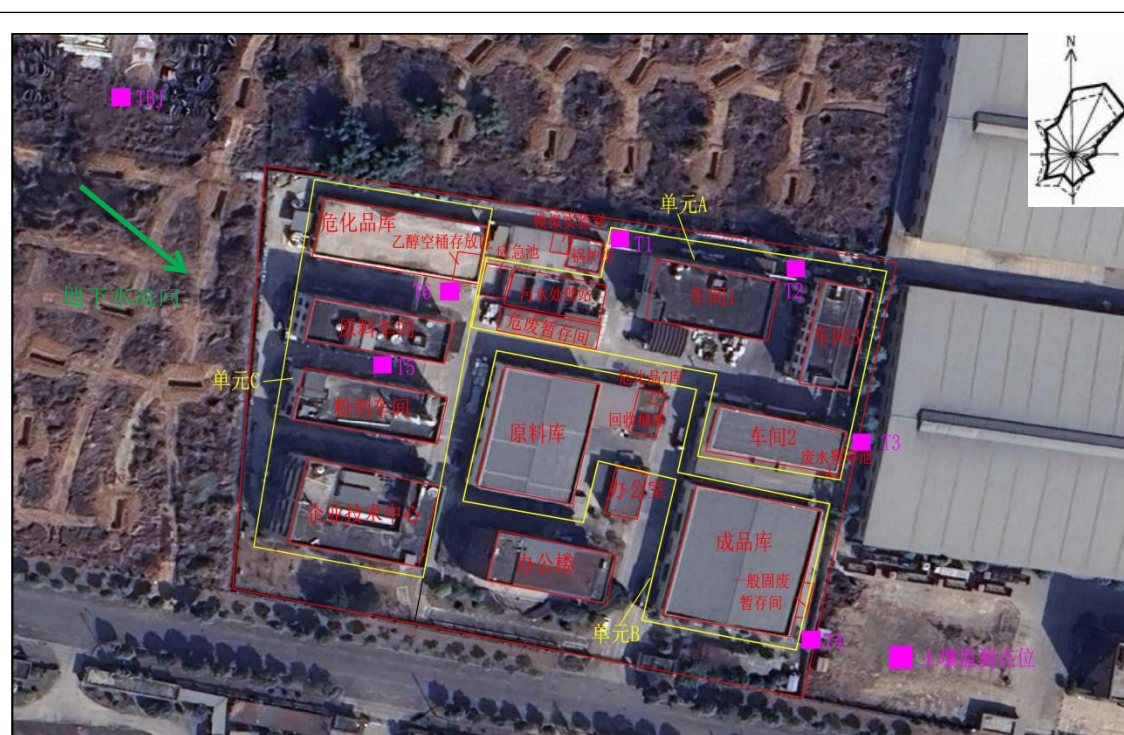 N
TBJ
地下水流向
危化品库
乙醇空桶存放
应急池
锅炉房
T1
单元A
T2
T6
污水处理站
危废暂存间
车间1
车间3
原料车间
T5
单元C
粉剂车间
危化品7库
原料库
车间2
T3
废水暂存池
企业技术中心
办公室
成品库
办公楼
一般固废
暂存间
单元B
T4
土壤监测点位